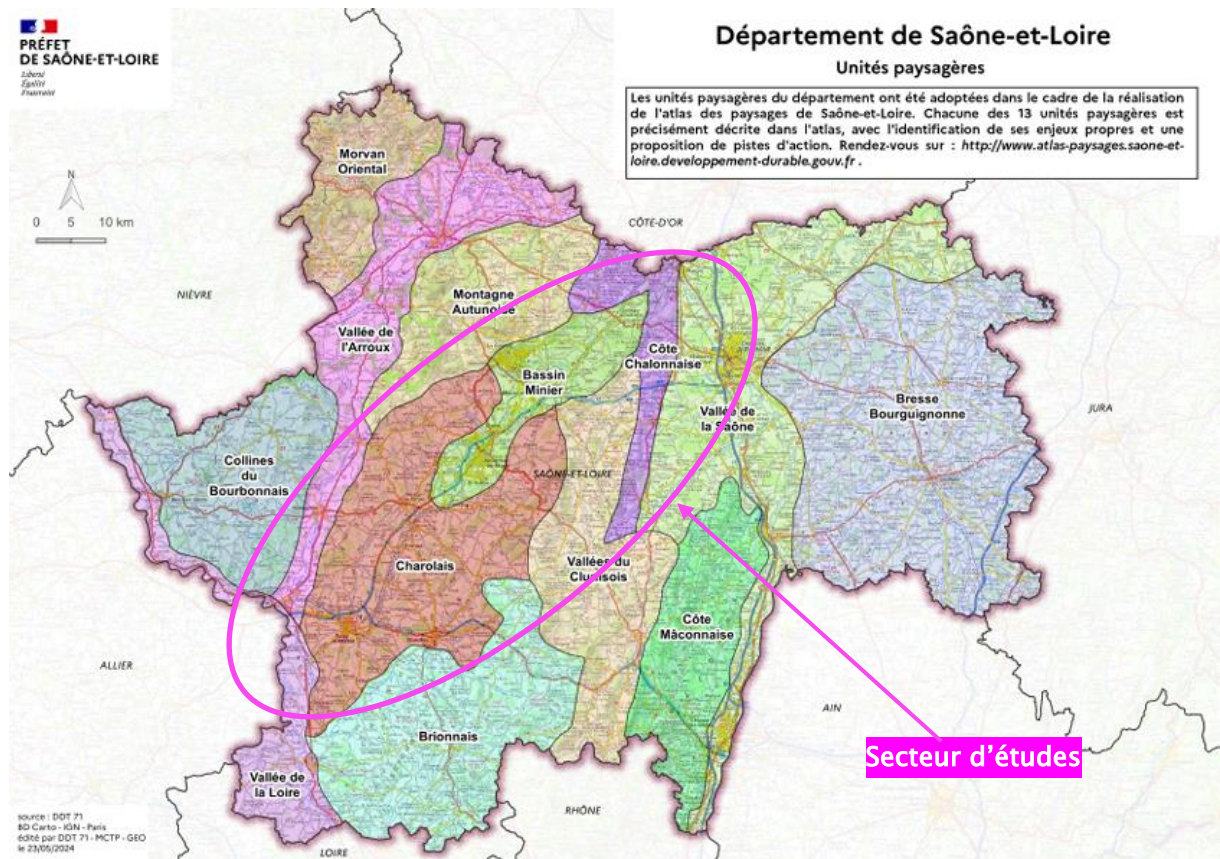 PRÉFET
DE SAÔNE-ET-LOIRE
Liberté
Égalité
Fraternité
Département de Saône-et-Loire
Unités paysagères
Les unités paysagères du département ont été adoptées dans le cadre de la réalisation
de l'atlas des paysages de Saône-et-Loire. Chacune des 13 unités paysagères est
précisément décrite dans l'atlas, avec l'identification de ses enjeux propres et une
proposition de pistes d'action. Rendez-vous sur : http://www.atlas-paysages.saone-et-
loire.developpement-durable.gouv.fr .
N
0 5 10 km
Morvan
Oriental
CÔTE-D'OR
NIÈVRE
Montagne
Autunoise
Vallée de
l'Arroux
Côte
Chalonnaise
Bassin
Minier
Vallée de
la Saône
Bresse
Bourguignonne
JURA
Collines
du
Bourbonnais
SAÔNE-ET-LOIRE
Charolais
Vallées du
Clunisois
Côte
Mâconnaise
ALLIER
AIN
Brionnais
Secteur d'études
Vallée de
la Loire
RHÔNE
LOIRE
source : DDT 71
BD Carto - IGN - Paris
édité par DDT 71 - MCTP - GEO
le 23/05/2024